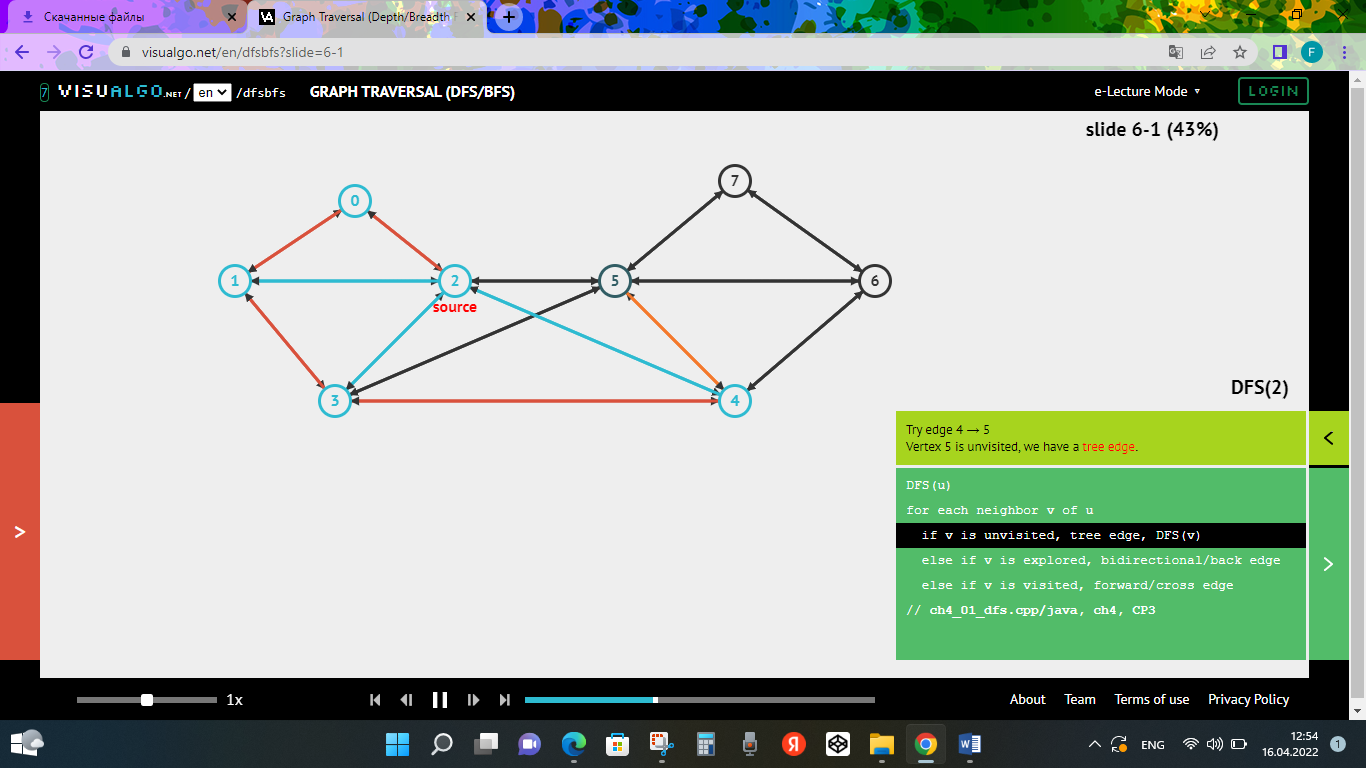 Скачанные файлы
Graph Traversal (Depth/Breadth F
visualgo.net/en/dfsbfs?slide=6-1
F
7 VISUALGO.NET / en /dfsbfs GRAPH TRAVERSAL (DFS/BFS)
e-Lecture Mode
LOGIN
slide 6-1 (43%)
7
0
1
2
5
6
source
3
4
DFS(2)
Try edge 4 → 5
Vertex 5 is unvisited, we have a tree edge.
DFS(u)
for each neighbor v of u
if v is unvisited, tree edge, DFS(v)
else if v is explored, bidirectional/back edge
else if v is visited, forward/cross edge
// ch4_01_dfs.cpp/java, ch4, CP3
>
<
>
1x
About Team Terms of use Privacy Policy
Я
W
ENG
12:54
16.04.2022
1